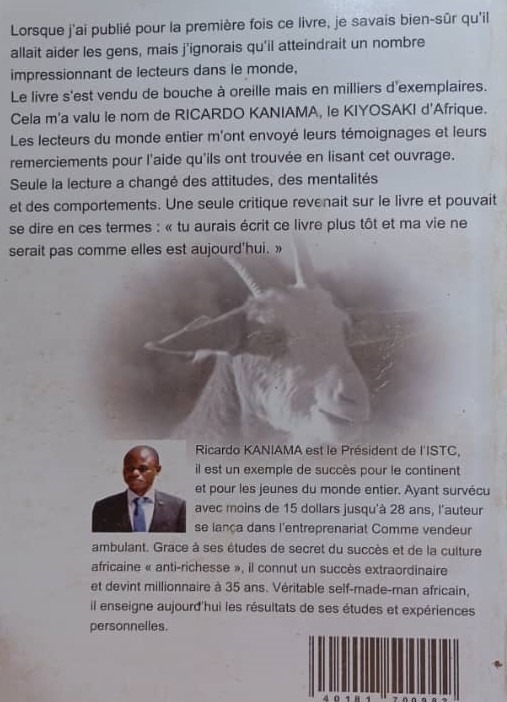 Lorsque j'ai publié pour la première fois ce livre, je savais bien-sûr qu'il
allait aider les gens, mais j'ignorais qu'il atteindrait un nombre
impressionnant de lecteurs dans le monde,
Le livre s'est vendu de bouche à oreille mais en milliers d'exemplaires.
Cela m'a valu le nom de RICARDO KANIAMA, le KIYOSAKI d'Afrique.
Les lecteurs du monde entier m'ont envoyé leurs témoignages et leurs
remerciements pour l'aide qu'ils ont trouvée en lisant cet ouvrage.
Seule la lecture a changé des attitudes, des mentalités
et des comportements. Une seule critique revenait sur le livre et pouvait
se dire en ces termes : « tu aurais écrit ce livre plus tôt et ma vie ne
serait pas comme elles est aujourd'hui. »
Ricardo KANIAMA est le Président de l'ISTC,
il est un exemple de succès pour le continent
et pour les jeunes du monde entier. Ayant survécu
avec moins de 15 dollars jusqu'à 28 ans, l'auteur
se lança dans l'entreprenariat Comme vendeur
ambulant. Grace à ses études de secret du succès et de la culture
africaine « anti-richesse », il connut un succès extraordinaire
et devint millionnaire à 35 ans. Véritable self-made-man africain,
il enseigne aujourd'hui les résultats de ses études et expériences
personnelles.
40181